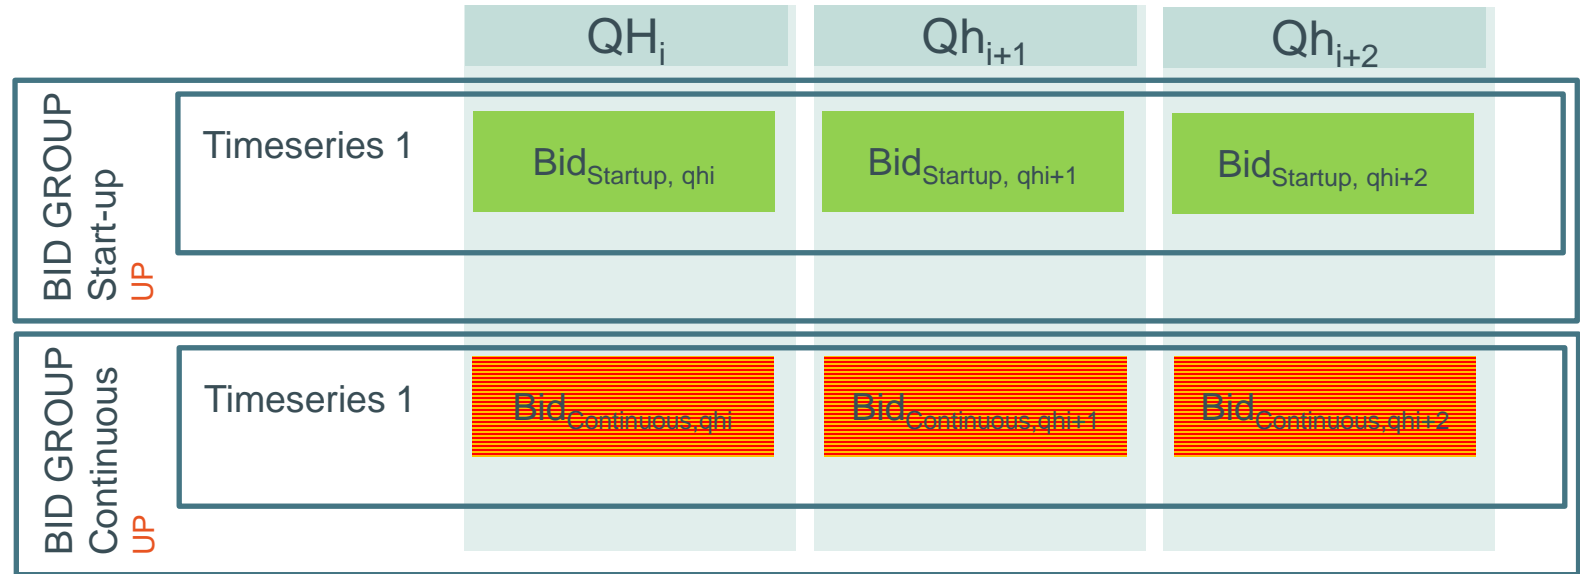 QHi
Qhi+1
Qhi+2
BID GROUP
Start-up
UP
Timeseries 1
BidStartup, qhi
BidStartup, qhi+1
BidStartup, qhi+2
BID GROUP
Continuous
UP
Timeseries 1
BidContinuous,qhi
BidContinuous,qhi+1
BidContinuous,qhi+2